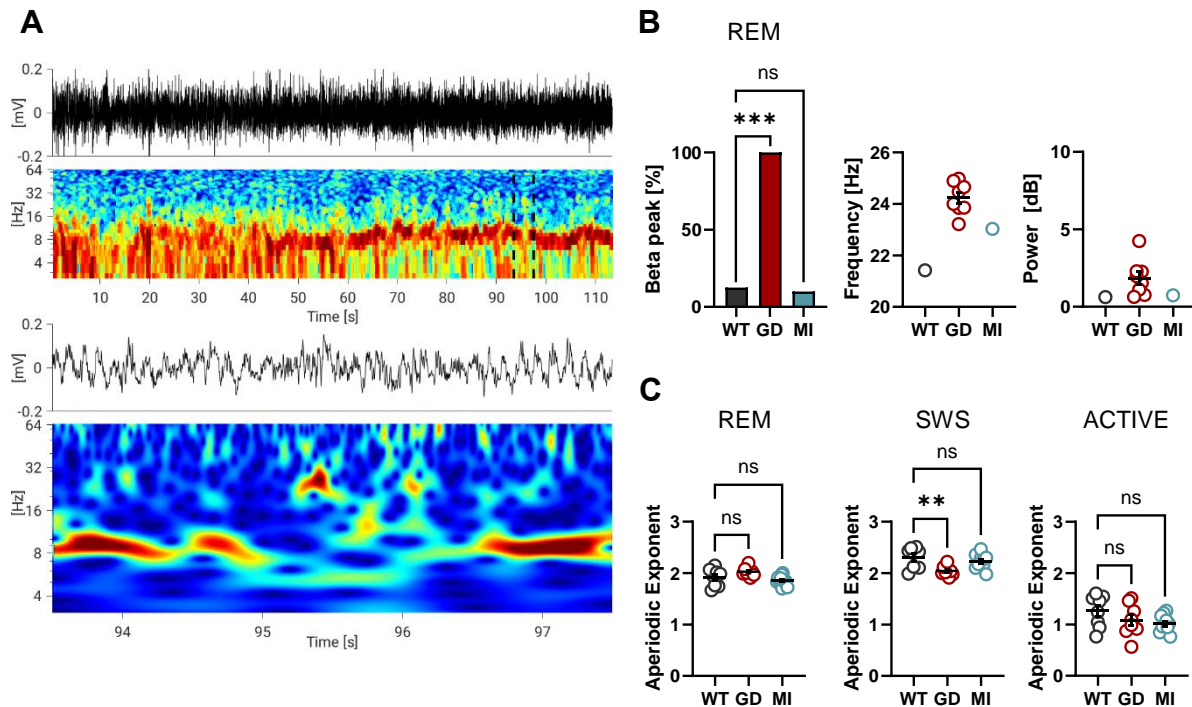 A
0.2
[mV]
0
-0.2
64
32
[Hz]
16
8
4
10 20 30 40 50 60 70 80 90 100 110
Time [s]
0.2
[mV]
0
-0.2
64
32
[Hz]
16
8
4
94 95 96 97
Time [s]
B
REM
ns
***
Beta peak [%]
100
50
0
WT GD MI
Frequency [Hz]
26
24
22
20
WT GD MI
Power [dB]
10
5
0
WT GD MI
C
REM
ns
ns
Aperiodic Exponent
3
2
1
0
WT GD MI
SWS
ns
**
Aperiodic Exponent
3
2
1
0
WT GD MI
ACTIVE
ns
ns
Aperiodic Exponent
3
2
1
0
WT GD MI